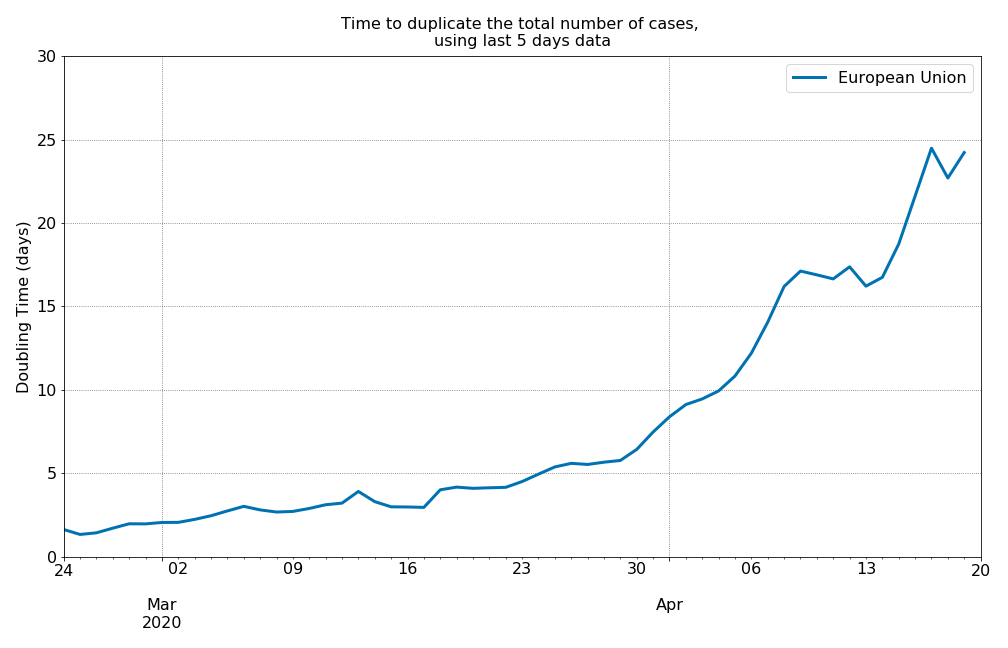 Time to duplicate the total number of cases,
using last 5 days data
European Union
Doubling Time (days)
30
25
20
15
10
5
0
24 02 09 16 23 30 06 13 20
Mar Apr
2020